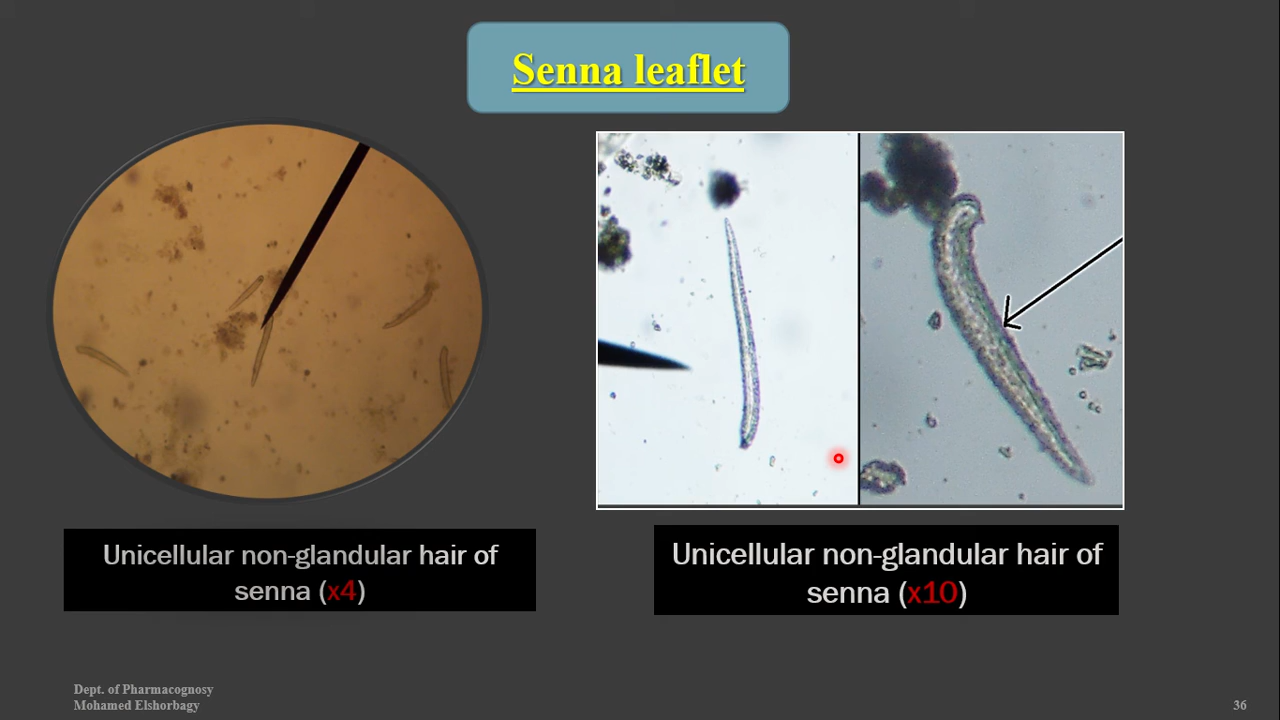 Senna leaflet
Unicellular non-glandular hair of
senna (x4)
Unicellular non-glandular hair of
senna (x10)
Dept. of Pharmacognosy
Mohamed Elshorbagy
36